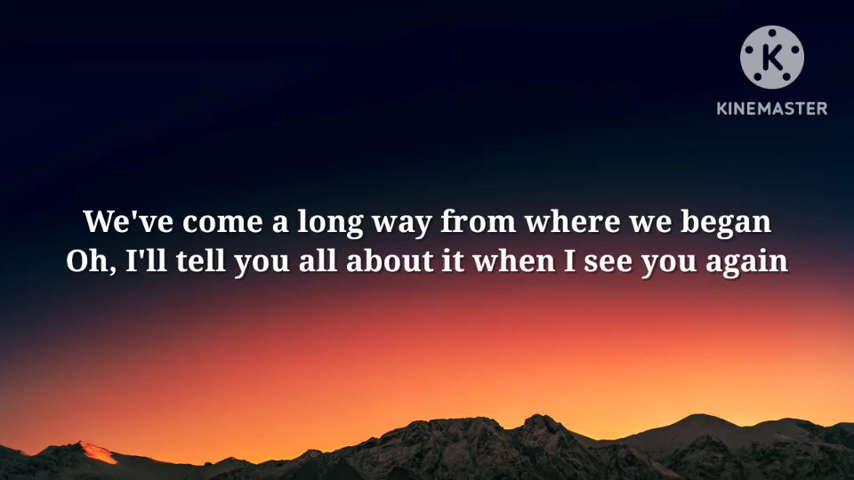 K
KINEMASTER
We've come a long way from where we began
Oh, I'll tell you all about it when I see you again